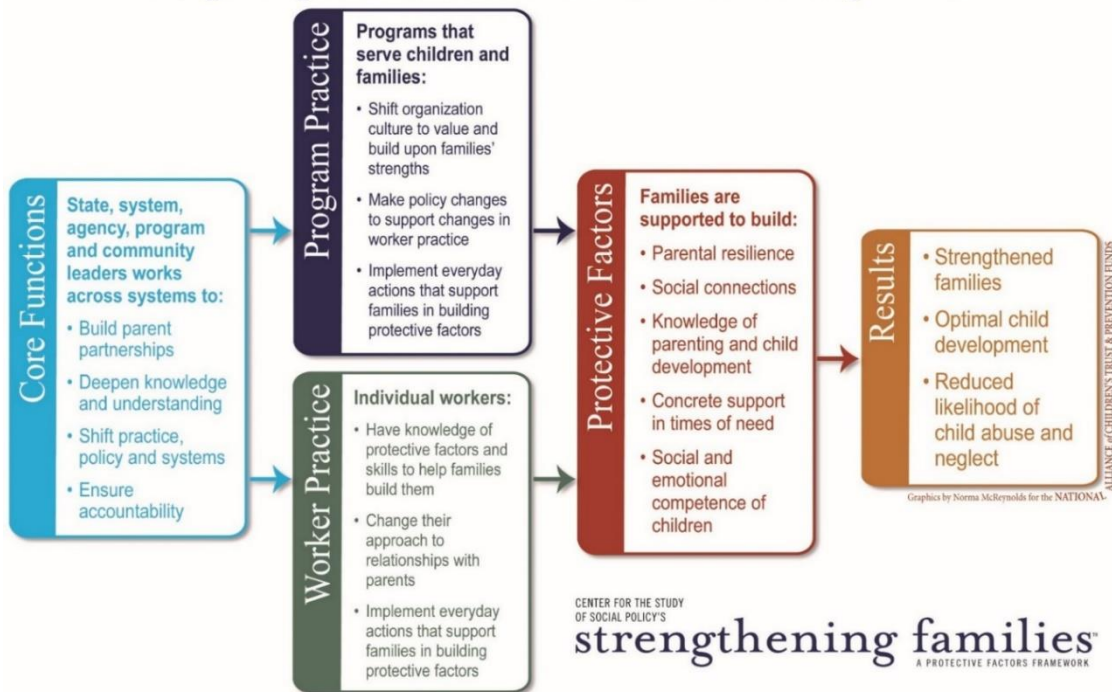 Core Functions
State, system,
agency, program
and community
leaders works
across systems to:
• Build parent
partnerships
• Deepen knowledge
and understanding
• Shift practice,
policy and systems
• Ensure
accountability
Program Practice
Programs that
serve children and
families:
• Shift organization
culture to value and
build upon families'
strengths
• Make policy changes
to support changes in
worker practice
• Implement everyday
actions that support
families in building
protective factors
Worker Practice
Individual workers:
• Have knowledge of
protective factors and
skills to help families
build them
• Change their
approach to
relationships with
parents
• Implement everyday
actions that support
families in building
protective factors
Protective Factors
Families are
supported to build:
• Parental resilience
• Social connections
• Knowledge of
parenting and child
development
• Concrete support
in times of need
• Social and
emotional
competence of
children
Results
• Strengthened
families
• Optimal child
development
• Reduced
likelihood of
child abuse and
neglect
Graphics by Norma McReynolds for the NATIONAL
ALLIANCE of CHILDREN'S TRUST & PREVENTION FUNDS
CENTER FOR THE STUDY
OF SOCIAL POLICY'S
strengthening families™
A PROTECTIVE FACTORS FRAMEWORK